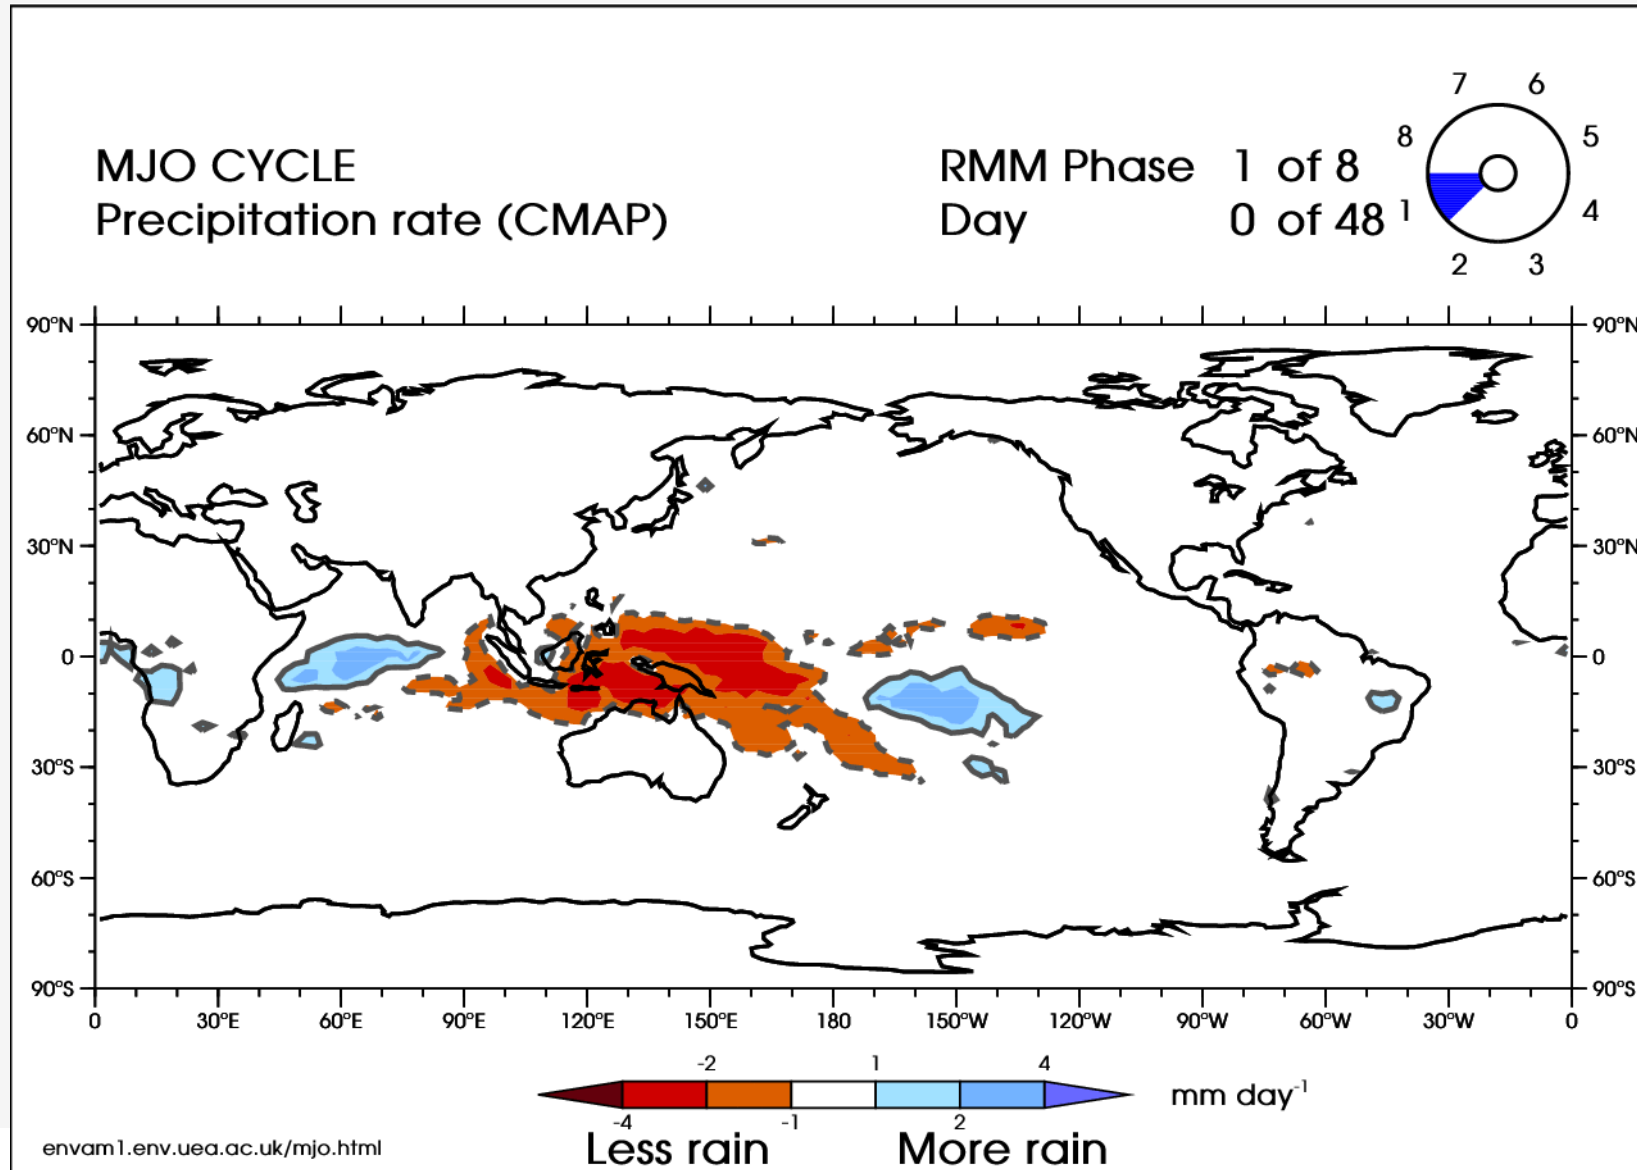 7 6
8 5
MJO CYCLE RMM Phase 1 of 8
1 4
Precipitation rate (CMAP) Day 0 of 48
2 3
90°N 90°N
60°N 60°N
30°N 30°N
0 0
30°S 30°S
60°S 60°S
90°S 90°S
0 30°E 60°E 90°E 120°E 150°E 180 150°W 120°W 90°W 60°W 30°W 0
-2 1 4
mm day-1
-4 -1 2
Less rain More rain
envam1.env.uea.ac.uk/mjo.html